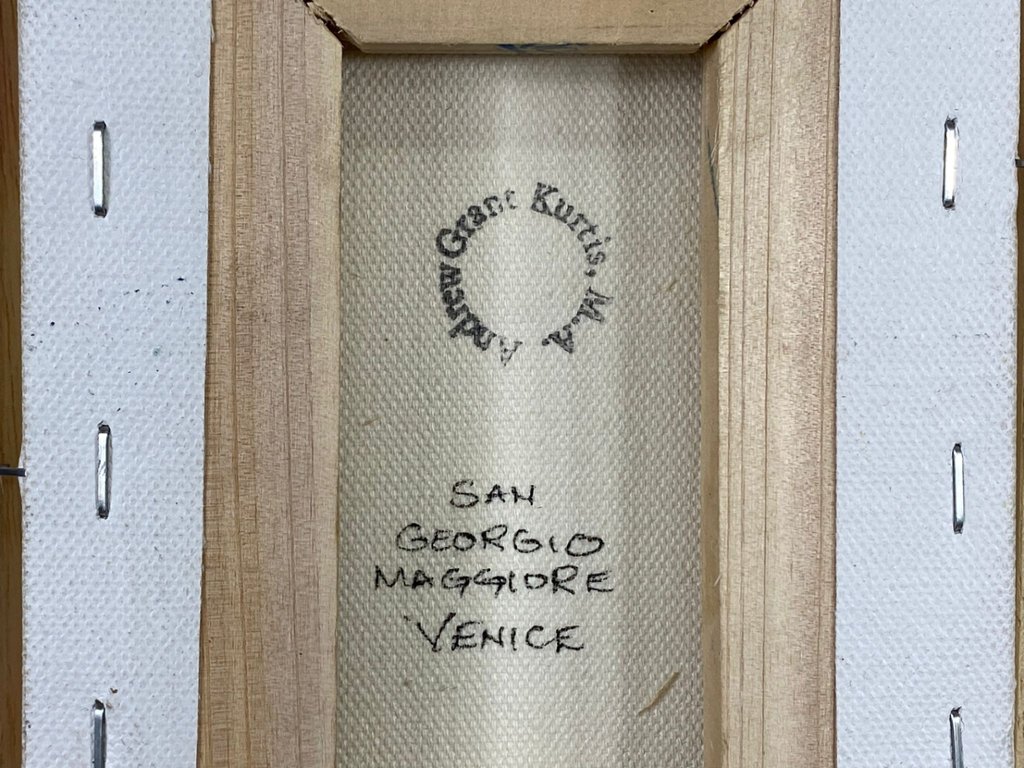 Andrew Grant Kurtis, M.A.
SAN
GEORGIO
MAGGIORE
VENICE